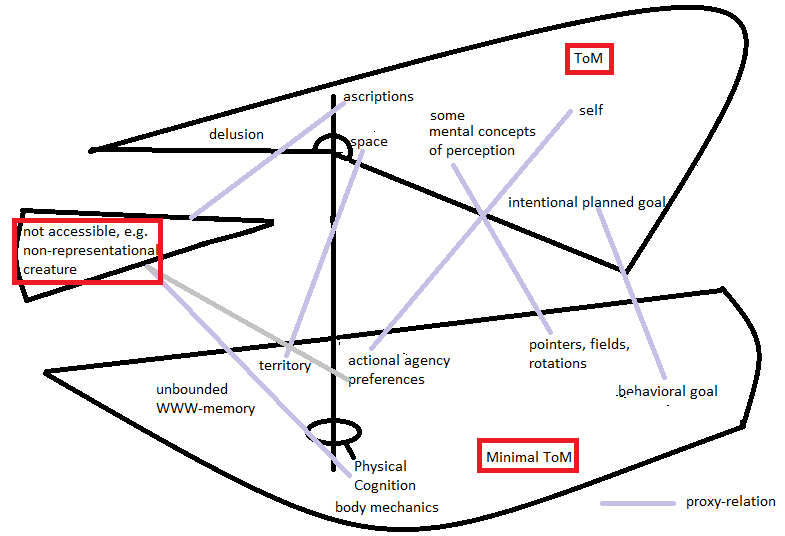 ToM
ascriptions
delusion
space
some
mental concepts
of perception
self
intentional planned goal
not accessible, e.g.
non-representational
creature
territory
actional agency
preferences
pointers, fields,
rotations
behavioral goal
unbounded
WWW-memory
Minimal ToM
Physical
Cognition
body mechanics
proxy-relation